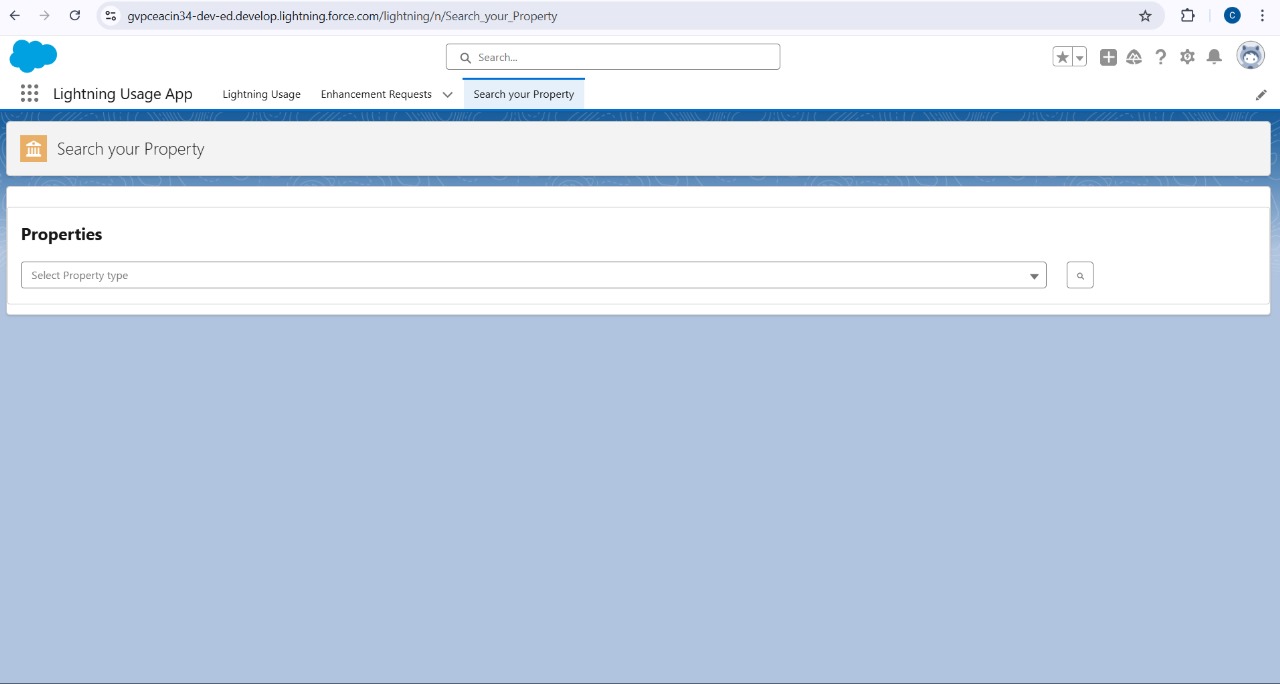 gvpceacin34-dev-ed.develop.lightning.force.com/lightning/n/Search_your_Property
C
Search...
Lightning Usage App
Lightning Usage
Enhancement Requests
Search your Property
Search your Property
Properties
Select Property type